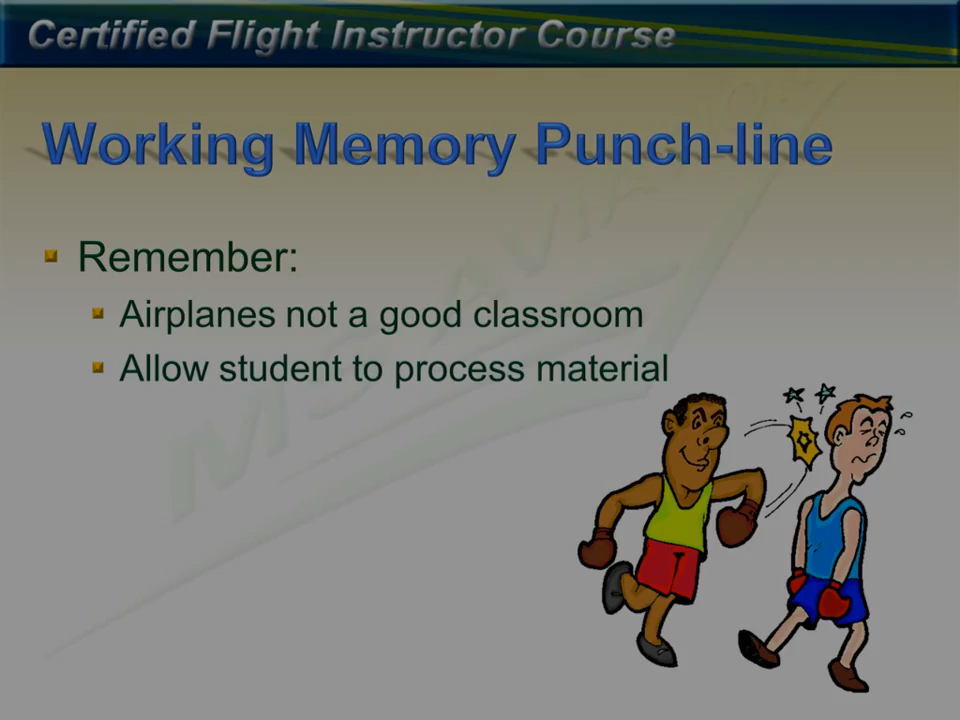 Certified Flight Instructor Course
Working Memory Punch-line
Remember:
Airplanes not a good classroom
Allow student to process material